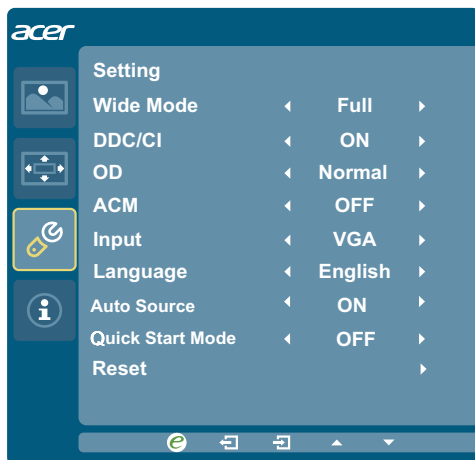 acer
Setting
Wide Mode Full
DDC/CI ON
OD Normal
ACM OFF
Input VGA
Language English
Auto Source ON
Quick Start Mode OFF
Reset
e